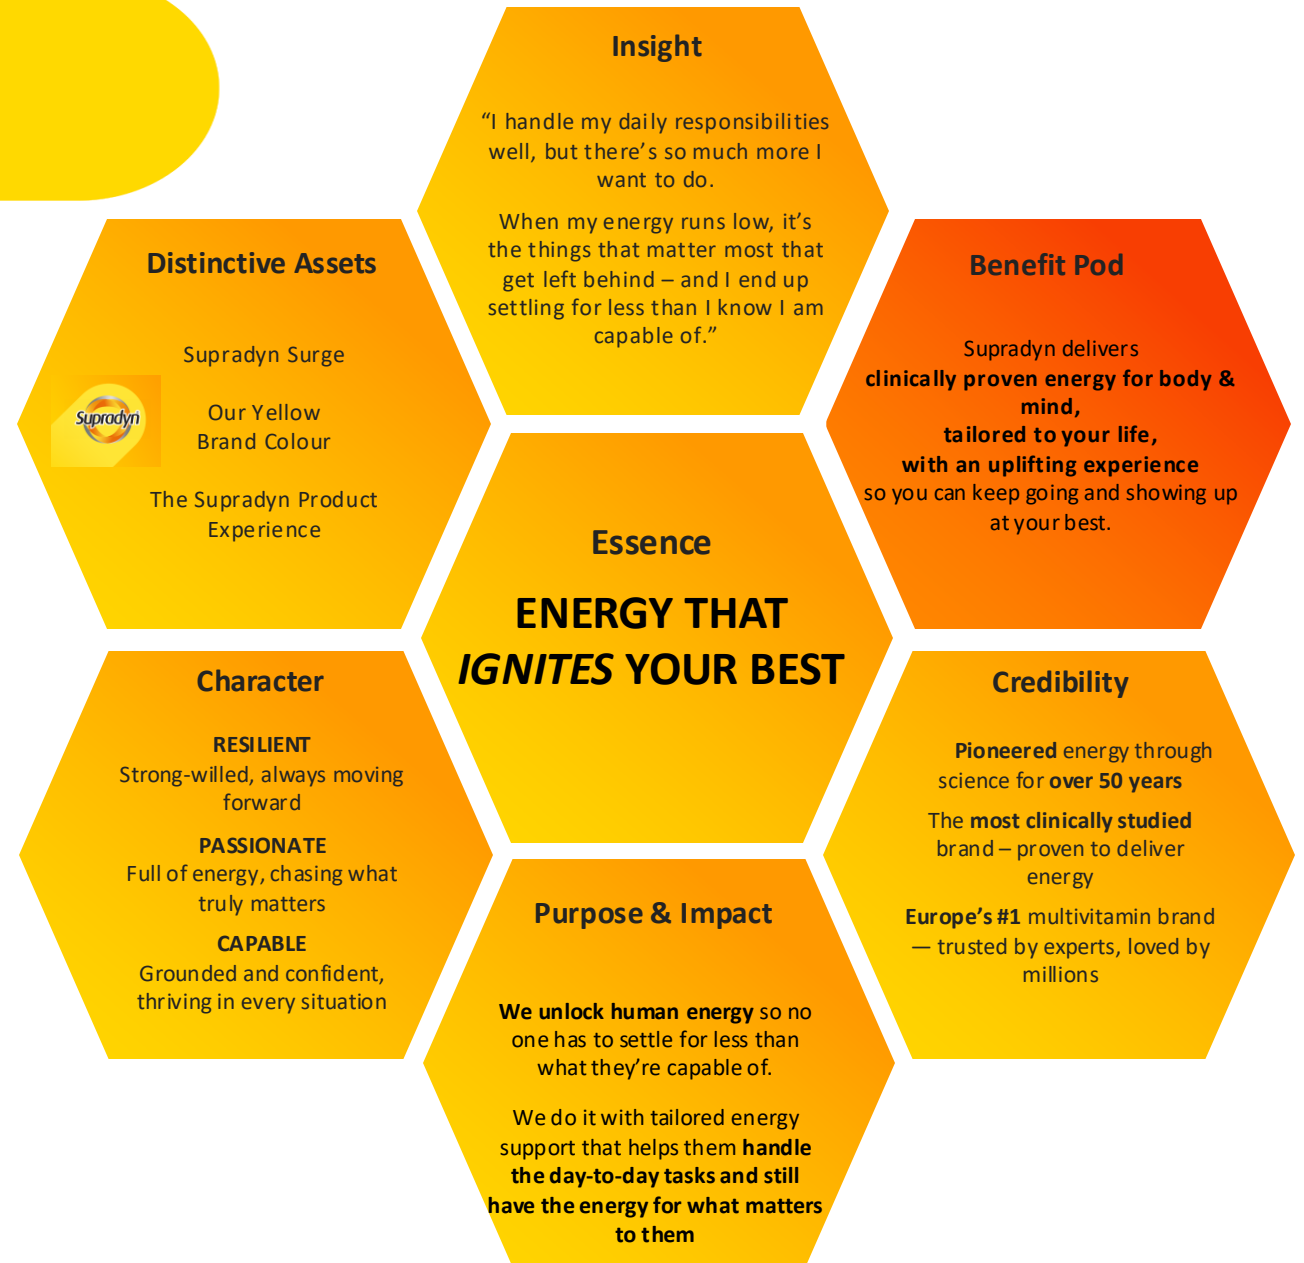 Insight
“I handle my daily responsibilities
well, but there’s so much more I
want to do.
When my energy runs low, it’s
the things that matter most that
get left behind – and I end up
settling for less than I know I am
capable of.”
Distinctive Assets
Supradyn Surge
Supradyn
Our Yellow
Brand Colour
The Supradyn Product
Experience
Benefit Pod
Supradyn delivers
clinically proven energy for body &
mind,
tailored to your life,
with an uplifting experience
so you can keep going and showing up
at your best.
Essence
ENERGY THAT
IGNITES YOUR BEST
Character
RESILIENT
Strong-willed, always moving
forward
PASSIONATE
Full of energy, chasing what
truly matters
CAPABLE
Grounded and confident,
thriving in every situation
Credibility
Pioneered energy through
science for over 50 years
The most clinically studied
brand – proven to deliver
energy
Europe’s #1 multivitamin brand
— trusted by experts, loved by
millions
Purpose & Impact
We unlock human energy so no
one has to settle for less than
what they’re capable of.
We do it with tailored energy
support that helps them handle
the day-to-day tasks and still
have the energy for what matters
to them